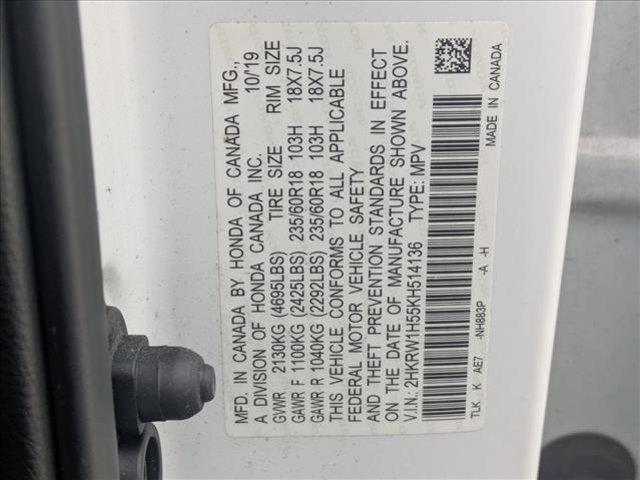 MFD. IN CANADA BY HONDA OF CANADA MFG.,
A DIVISION OF HONDA CANADA INC. 10/'19
GVWR 2130KG (4695LBS) TIRE SIZE RIM SIZE
GAWR F 1100KG (2425LBS) 235/60R18 103H 18X7.5J
GAWR R 1040KG (2292LBS) 235/60R18 103H 18X7.5J
THIS VEHICLE CONFORMS TO ALL APPLICABLE
FEDERAL MOTOR VEHICLE SAFETY
AND THEFT PREVENTION STANDARDS IN EFFECT
ON THE DATE OF MANUFACTURE SHOWN ABOVE.
V.I.N.: 2HKRW1H55KH514136 TYPE: MPV
TLK K AE7 -NH883P -A -H
MADE IN CANADA